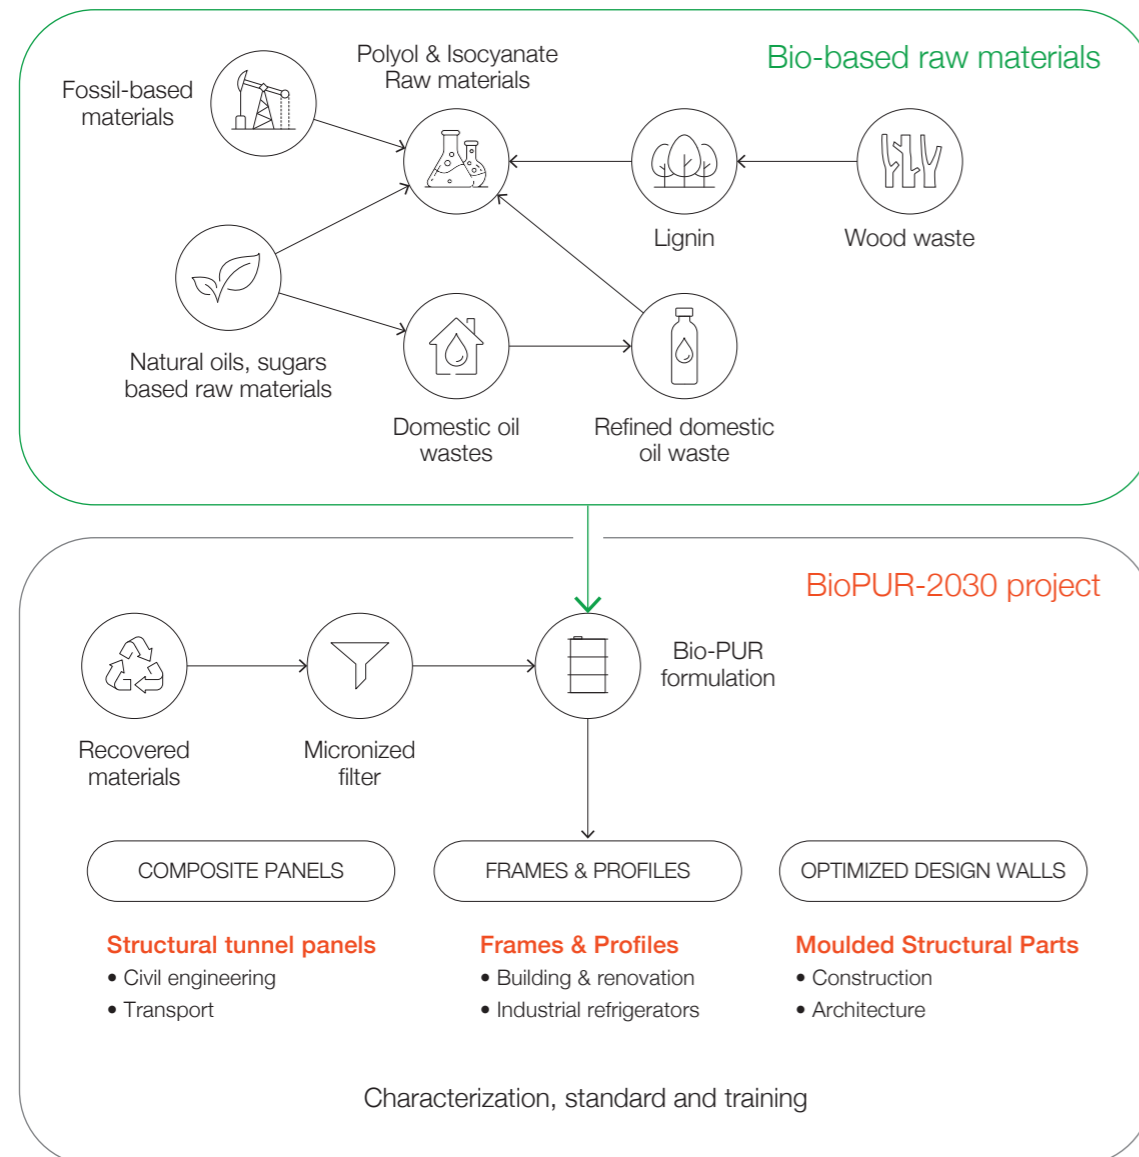 Bio-based raw materials
Polyol & Isocyanate
Raw materials
Fossil-based
materials
Lignin
Wood waste
Natural oils, sugars
based raw materials
Domestic oil
wastes
Refined domestic
oil waste
BioPUR-2030 project
Bio-PUR
formulation
Recovered
materials
Micronized
filter
COMPOSITE PANELS
FRAMES & PROFILES
OPTIMIZED DESIGN WALLS
Structural tunnel panels
• Civil engineering
• Transport
Frames & Profiles
• Building & renovation
• Industrial refrigerators
Moulded Structural Parts
• Construction
• Architecture
Characterization, standard and training